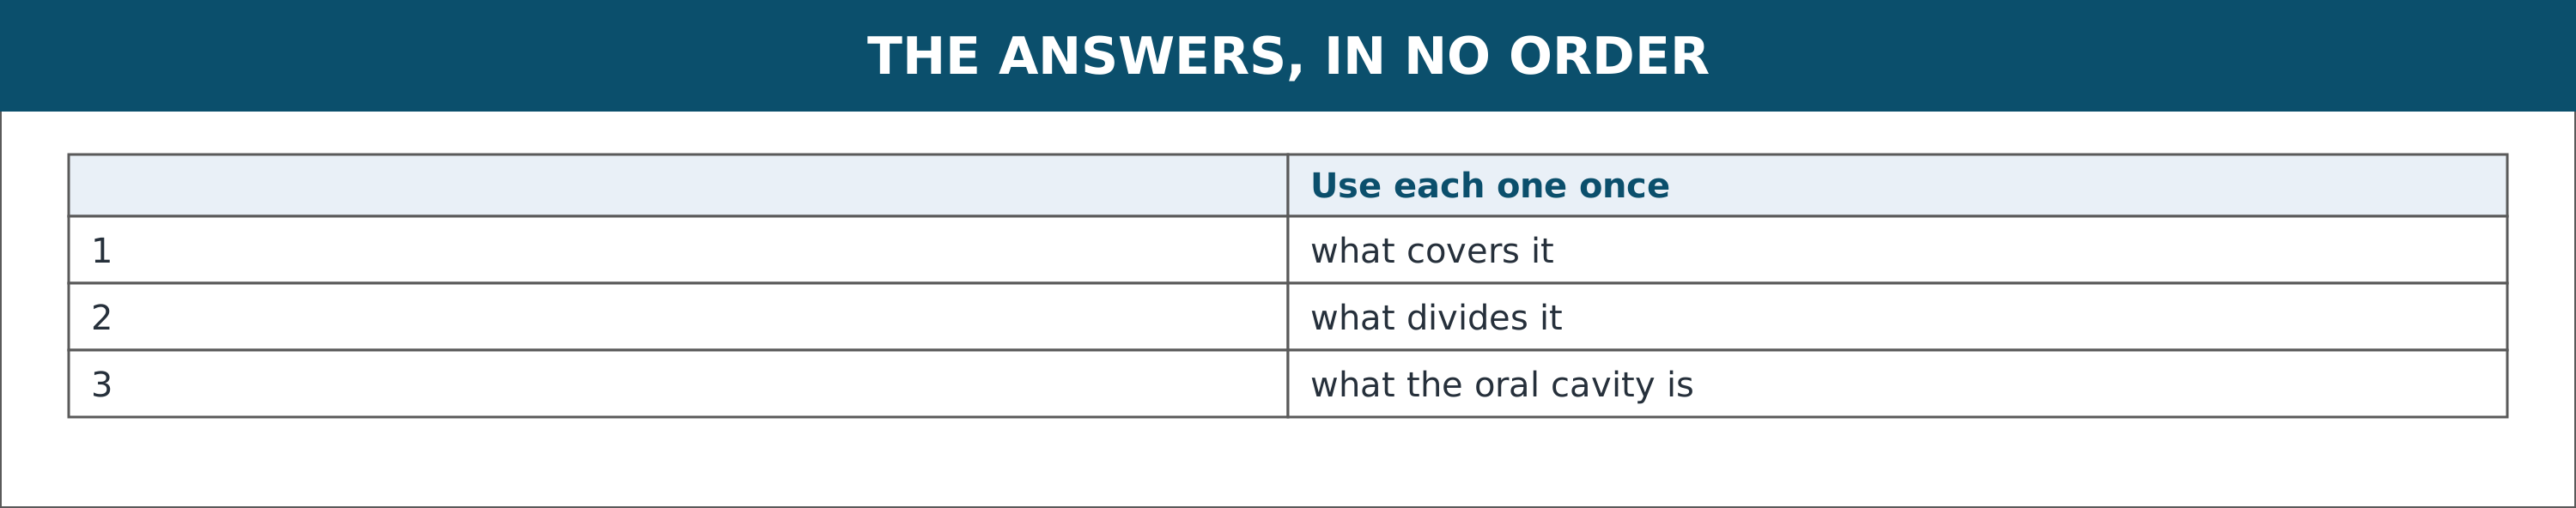 THE ANSWERS, IN NO ORDER
Use each one once
1 what covers it
2 what divides it
3 what the oral cavity is